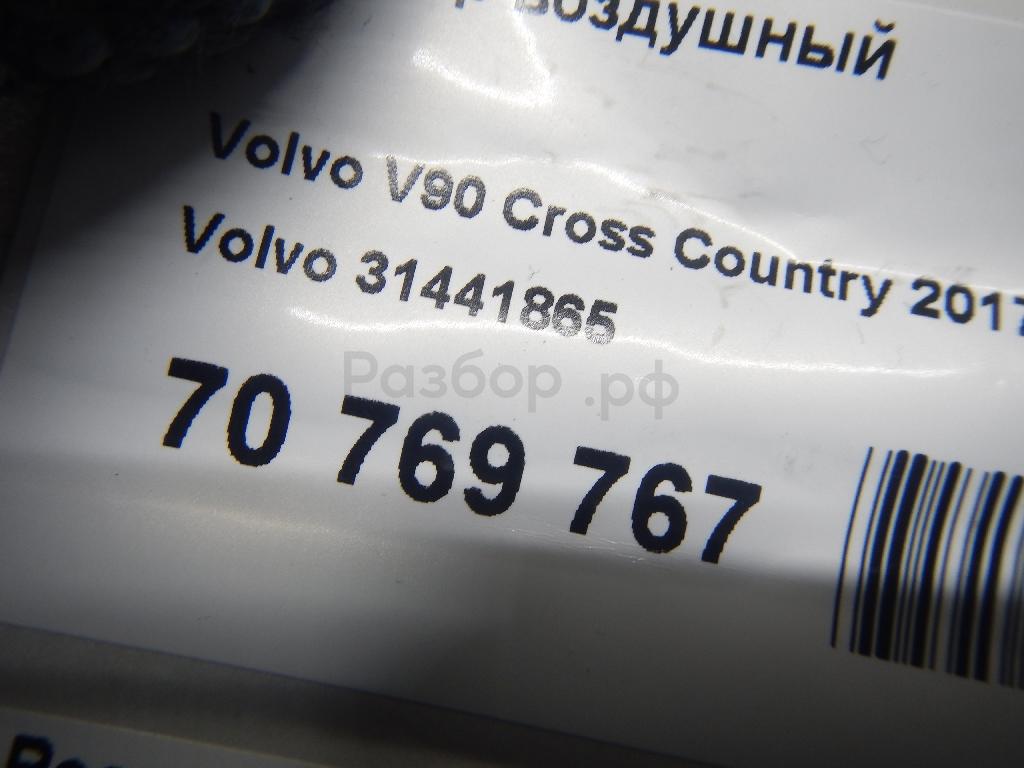 воздушный
Volvo V90 Cross Country 2017
Volvo 31441865
Разбор.рф
70 769 767